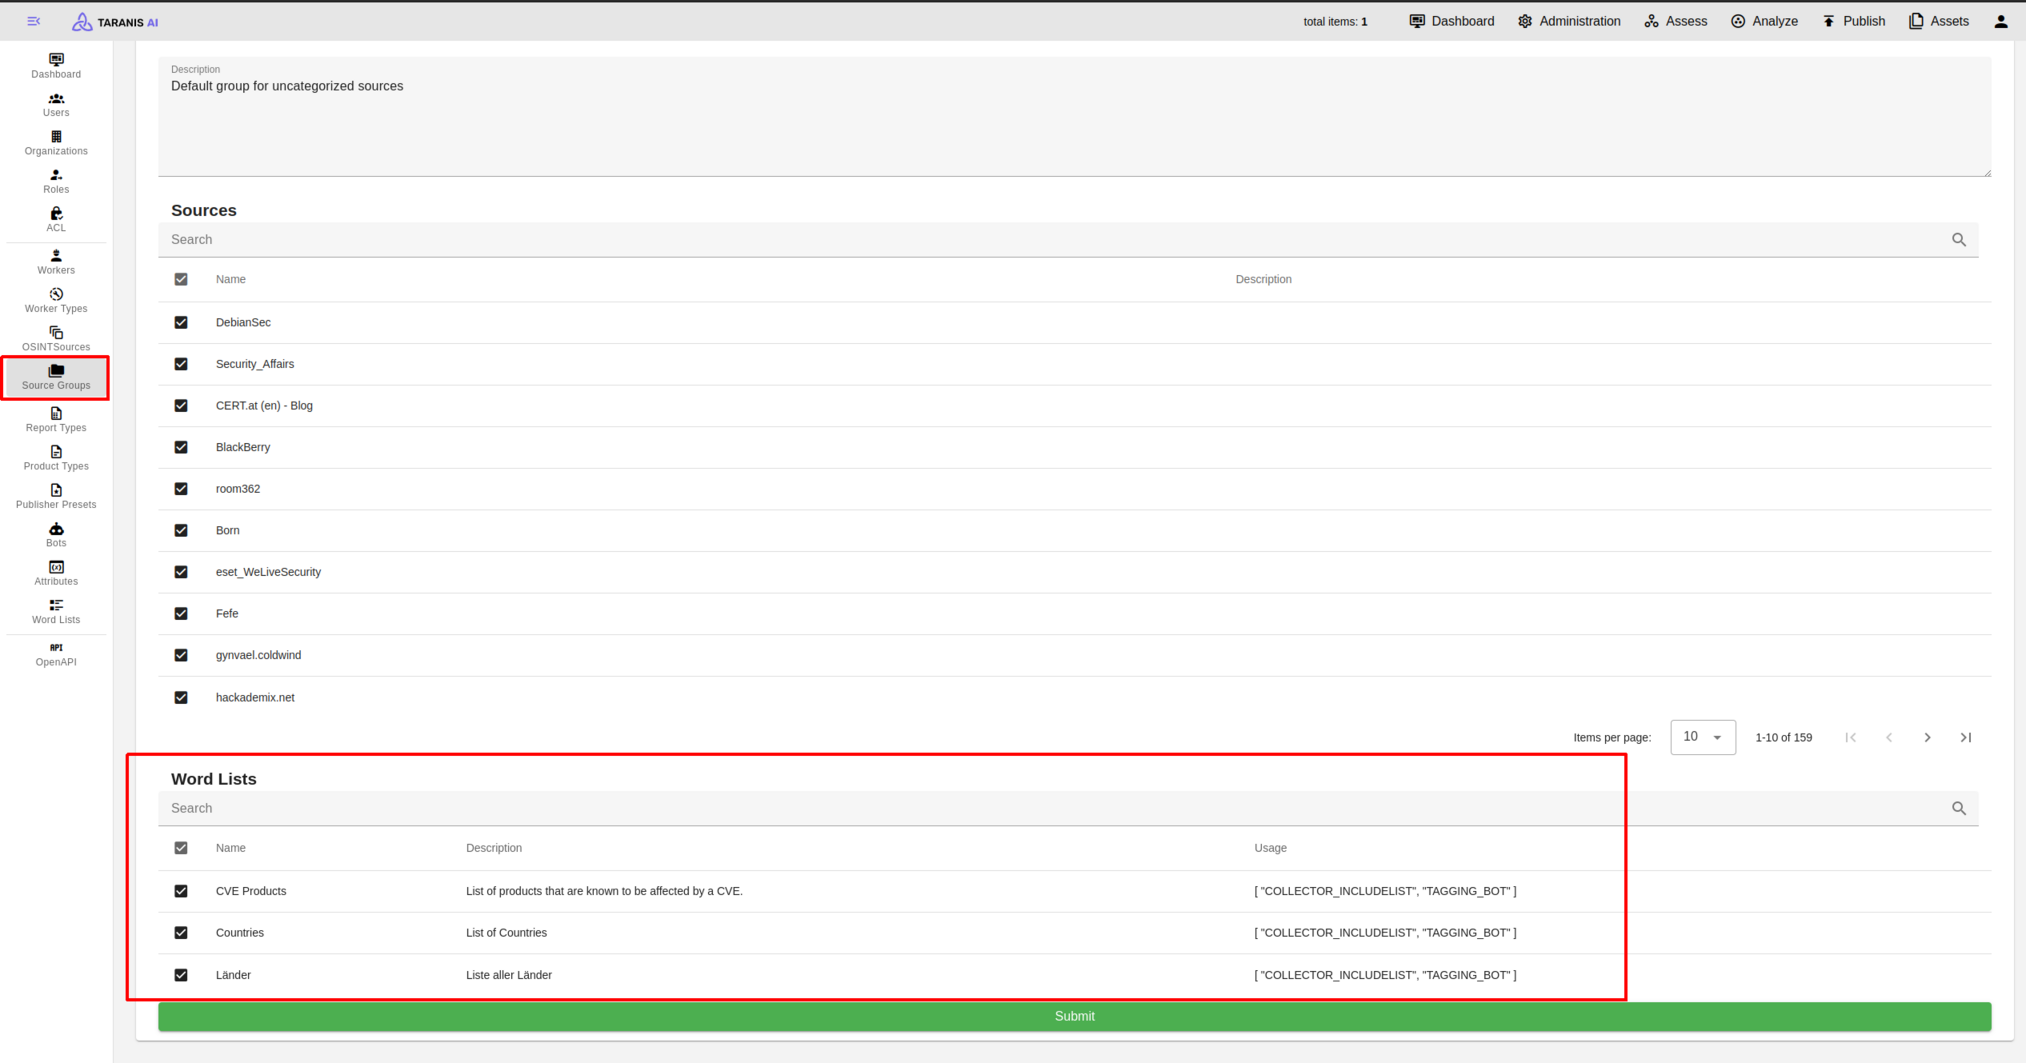 TARANIS AI
total items: 1
Dashboard
Administration
Assess
Analyze
Publish
Assets
Dashboard
Users
Organizations
Roles
ACL
Workers
Worker Types
OSINTSources
Source Groups
Report Types
Product Types
Publisher Presets
Bots
Attributes
Word Lists
API
OpenAPI
Description
Default group for uncategorized sources
Sources
Search
Name Description
DebianSec
Security_Affairs
CERT.at (en) - Blog
BlackBerry
room362
Born
eset_WeLiveSecurity
Fefe
gynvael.coldwind
hackademix.net
Items per page: 10 1-10 of 159
Word Lists
Search
Name Description Usage
CVE Products List of products that are known to be affected by a CVE. [ "COLLECTOR_INCLUDELIST", "TAGGING_BOT" ]
Countries List of Countries [ "COLLECTOR_INCLUDELIST", "TAGGING_BOT" ]
Länder Liste aller Länder [ "COLLECTOR_INCLUDELIST", "TAGGING_BOT" ]
Submit